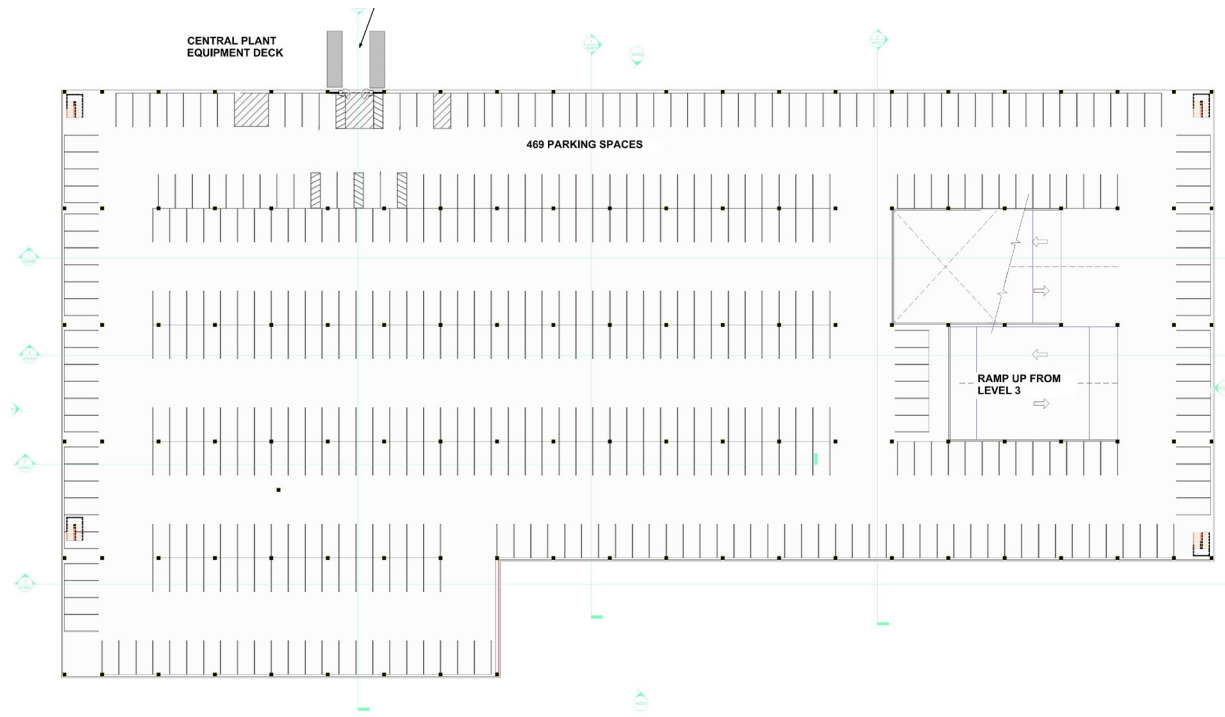 CENTRAL PLANT
EQUIPMENT DECK
469 PARKING SPACES
RAMP UP FROM
LEVEL 3